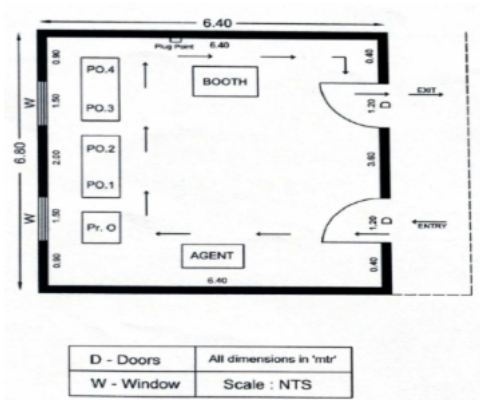 6.40
Plug Point
6.40
0.90
PO.4
BOOTH
0.40
W
1.50
PO.3
1.20
D
EXIT
6.80
2.00
PO.2
PO.1
3.60
W
1.50
Pr. O
1.20
D
ENTRY
AGENT
0.40
6.40
D - Doors
All dimensions in 'mtr'
W - Window
Scale : NTS